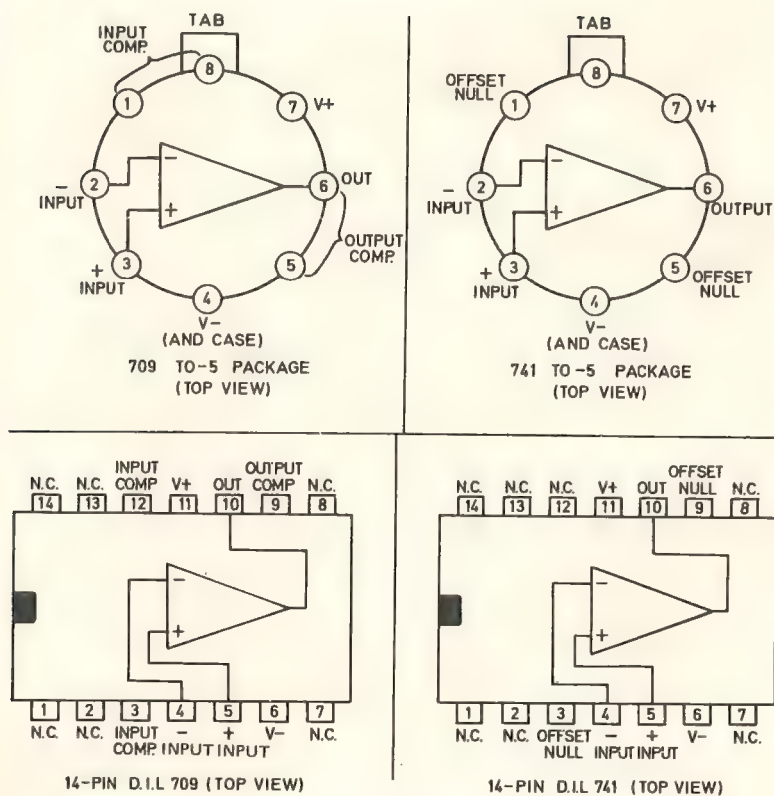 TAB
INPUT
COMP.
8
1
7
V+
2
-
+
6
OUT
-
INPUT
3
+
INPUT
5
OUTPUT
COMP.
4
V-
(AND CASE)
709 TO-5 PACKAGE
(TOP VIEW)
TAB
OFFSET
NULL
8
1
7
V+
2
-
+
6
OUTPUT
-
INPUT
3
+
INPUT
5
OFFSET
NULL
4
V-
(AND CASE)
741 TO-5 PACKAGE
(TOP VIEW)
N.C. N.C. INPUT COMP V+ OUT OUTPUT COMP N.C.
14 13 12 11 10 9 8
-
+
1 2 3 4 5 6 7
N.C. N.C. INPUT COMP. - INPUT + INPUT V- N.C.
14-PIN D.I.L 709 (TOP VIEW)
N.C. N.C. N.C. V+ OUT OFFSET NULL N.C.
14 13 12 11 10 9 8
-
+
1 2 3 4 5 6 7
N.C. N.C. OFFSET NULL - INPUT + INPUT V- N.C.
14-PIN D.I.L 741 (TOP VIEW)